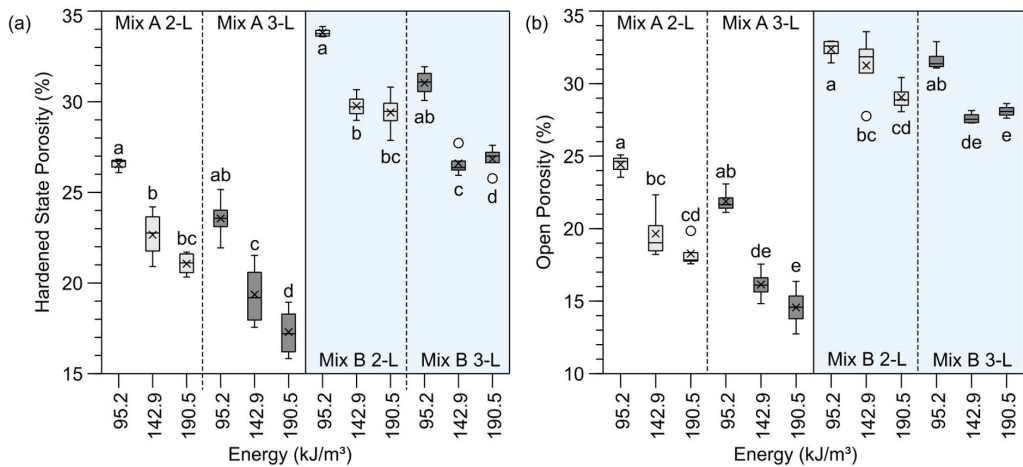 (a)
Mix A 2-L
Mix A 3-L
Hardened State Porosity (%)
35
30
25
20
15
a
b
bc
ab
c
d
a
b
bc
ab
c
d
Mix B 2-L
Mix B 3-L
95.2
142.9
190.5
95.2
142.9
190.5
95.2
142.9
190.5
95.2
142.9
190.5
Energy (kJ/m³)
(b)
Mix A 2-L
Mix A 3-L
Open Porosity (%)
35
30
25
20
15
10
a
bc
cd
ab
de
e
a
bc
cd
ab
de
e
Mix B 2-L
Mix B 3-L
95.2
142.9
190.5
95.2
142.9
190.5
95.2
142.9
190.5
95.2
142.9
190.5
Energy (kJ/m³)